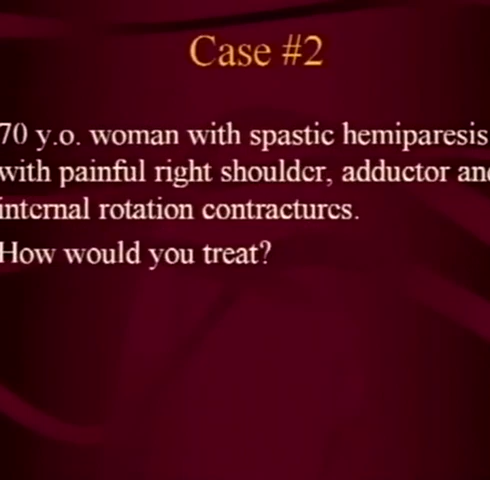 Case #2
70 y.o. woman with spastic hemiparesis
with painful right shoulder, adductor an
internal rotation contractures.
How would you treat?